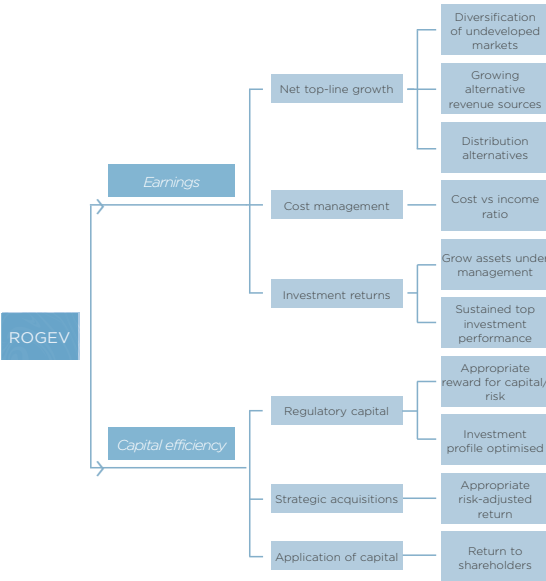 Diversification
of undeveloped
markets
Net top-line growth
Growing
alternative
revenue sources
Distribution
alternatives
Earnings
Cost management
Cost vs income
ratio
Investment returns
Grow assets under
management
Sustained top
investment
performance
ROGEV
Capital efficiency
Regulatory capital
Appropriate
reward for capital/
risk
Investment
profile optimised
Strategic acquisitions
Appropriate
risk-adjusted
return
Application of capital
Return to
shareholders